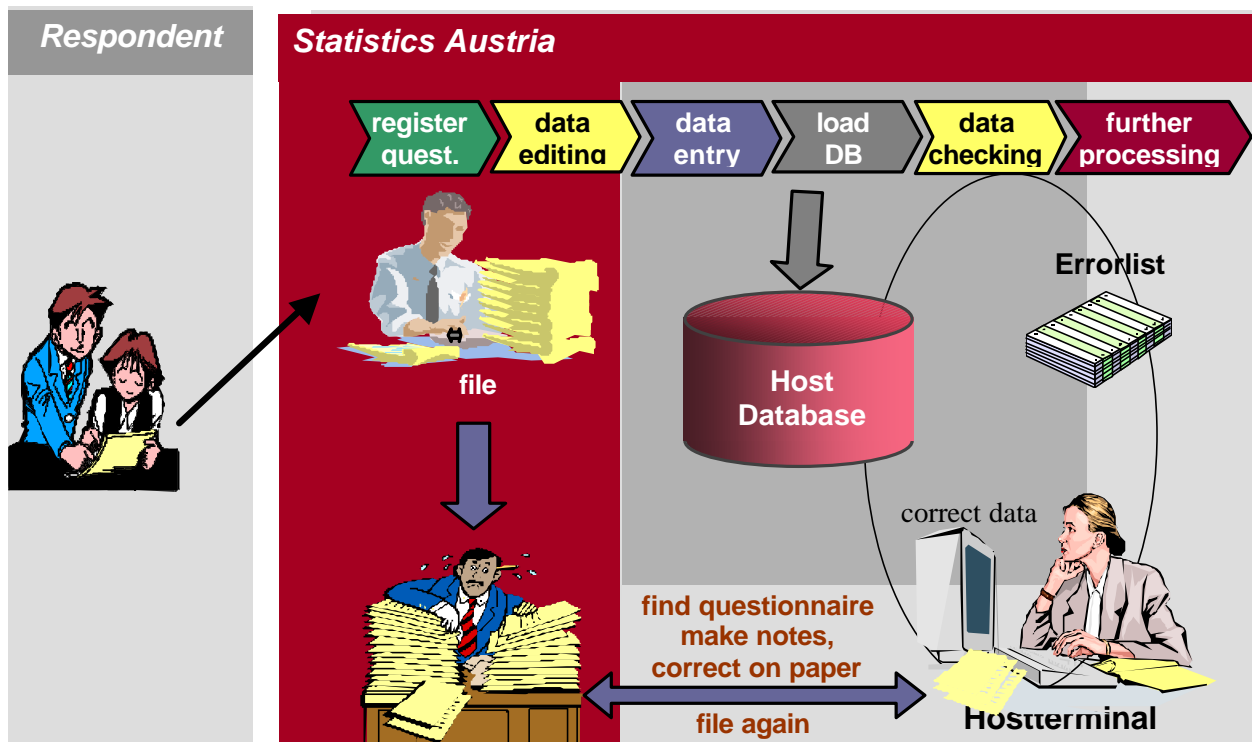 Respondent
Statistics Austria
register
quest.
data
editing
data
entry
load
DB
data
checking
further
processing
Errorlist
file
Host
Database
correct data
find questionnaire
make notes,
correct on paper
file again
Hostterminal